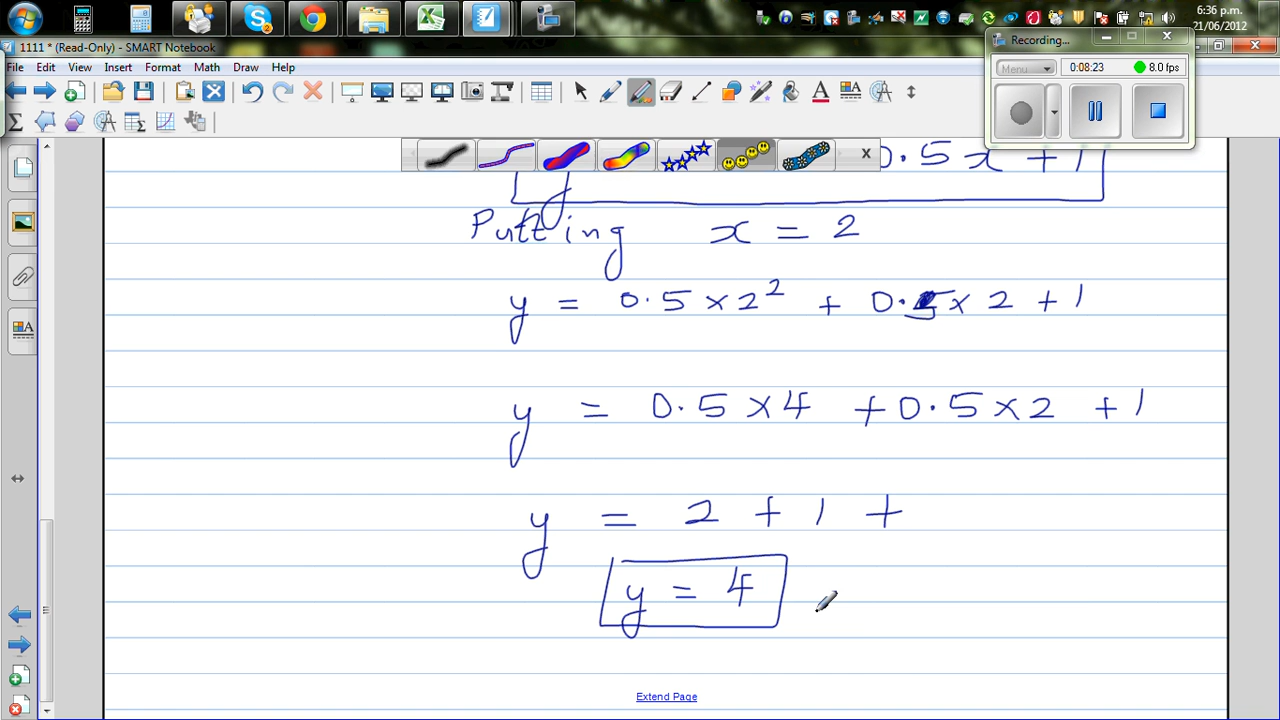 6:36 p.m.
21/06/2012
1111 * (Read-Only) - SMART Notebook
Recording...
File Edit View Insert Format Math Draw Help
Menu 0:08:23 8.0 fps
0.5x + 1
Putting x = 2
y = 0.5 × 2² + 0.5 × 2 + 1
y = 0.5 × 4 + 0.5 × 2 + 1
y = 2 + 1 +
y = 4
Extend Page